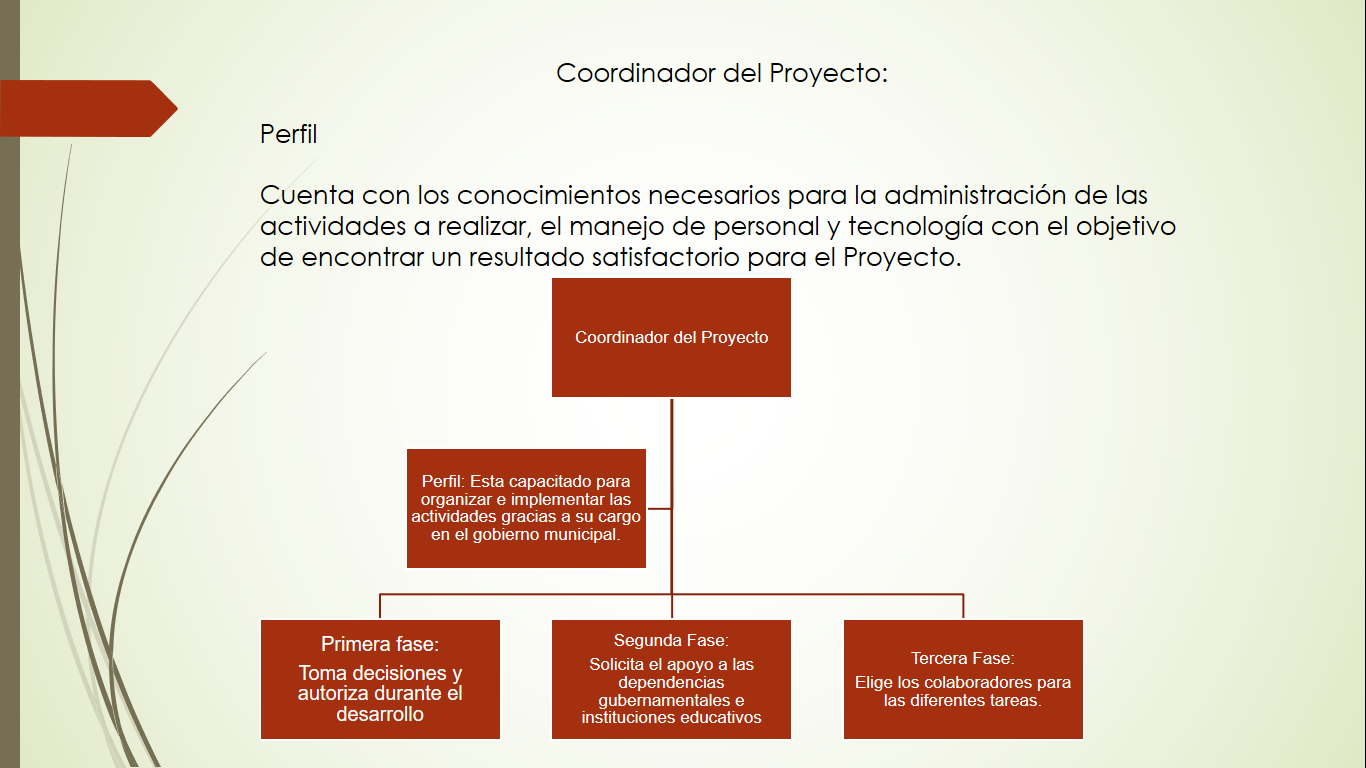 Coordinador del Proyecto:
Perfil
Cuenta con los conocimientos necesarios para la administración de las
actividades a realizar, el manejo de personal y tecnología con el objetivo
de encontrar un resultado satisfactorio para el Proyecto.
Coordinador del Proyecto
Perfil: Esta capacitado para
organizar e implementar las
actividades gracias a su cargo
en el gobierno municipal.
Primera fase:
Toma decisiones y
autoriza durante el
desarrollo
Segunda Fase:
Solicita el apoyo a las
dependencias
gubernamentales e
instituciones educativos
Tercera Fase:
Elige los colaboradores para
las diferentes tareas.